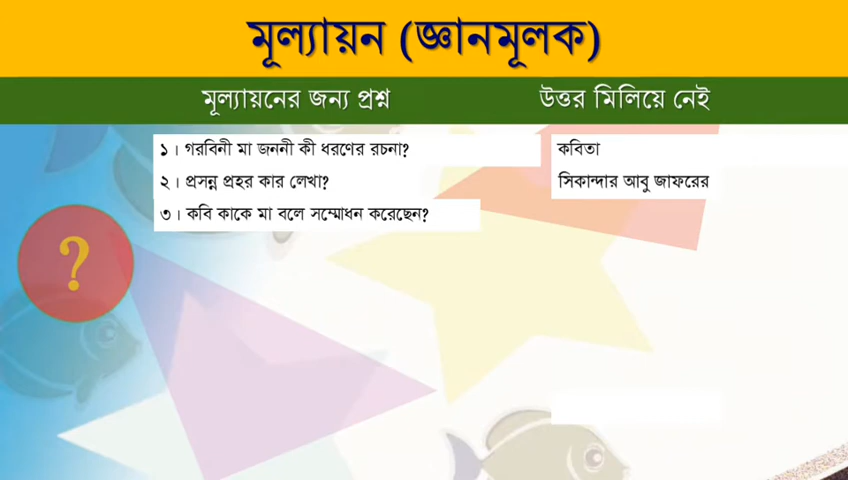 মূল্যায়ন (জ্ঞানমূলক)
মূল্যায়নের জন্য প্রশ্ন উত্তর মিলিয়ে নেই
১। গরবিনী মা জননী কী ধরণের রচনা? কবিতা
২। প্রসন্ন প্রহর কার লেখা? সিকান্দার আবু জাফরের
৩। কবি কাকে মা বলে সম্মোধন করেছেন?
?